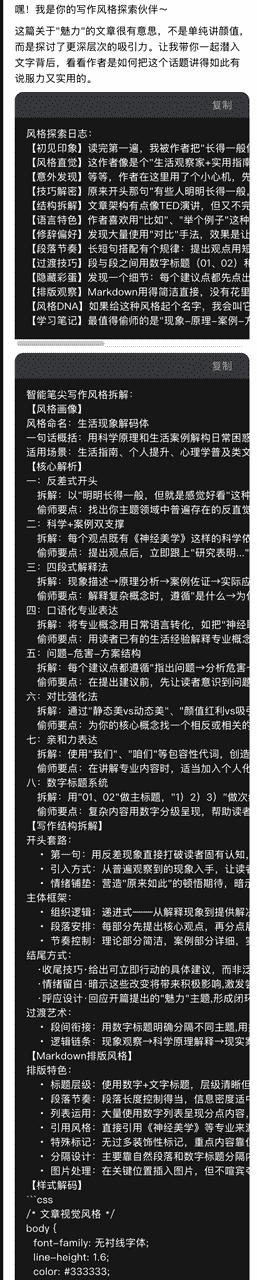 嘿！我是你的写作风格探索伙伴～
这篇关于"魅力"的文章很有意思，不是单纯讲颜值，
而是探讨了更深层次的吸引力。让我带你一起潜入
文字背后，看看作者是如何把这个话题讲得如此有
说服力又实用的。
复制
风格探索日志：
【初见印象】读完第一遍，我被作者把"长得一般但
【风格直觉】这作者像是个"生活观察家+实用指南
【意外发现】等等，作者在这里用了个小心机，先
【技巧解密】原来开头那句"有些人明明长得一般，
【结构拆解】文章架构有点像TED演讲，但又不完
【语言特色】作者喜欢用"比如"、"举个例子"这种
【修辞偏好】发现大量使用"对比"手法，效果是让
【段落节奏】长短句搭配有规律：提出观点用短
【过渡技巧】段与段之间用数字标题（01、02）和
【隐藏彩蛋】发现一个细节：每个建议点都先点出
【排版观察】Markdown用得简洁直接，没有花里
【风格DNA】如果给这种风格起个名字，我会叫它
【学习笔记】最值得偷师的是"现象-原理-案例-方
复制
智能笔尖写作风格拆解：
【风格画像】
风格命名：生活现象解码体
一句话概括：用科学原理和生活案例解构日常困惑
适用场景：生活指南、个人提升、心理学普及类文
【核心解析】
一：反差式开头
拆解：以"明明长得一般，但就是感觉好看"这种
偷师要点：找出你主题领域中普遍存在的反直觉
二：科学+案例双支撑
拆解：每个观点既有《神经美学》这样的科学依
偷师要点：提出观点后，立即跟上"研究表明..."
三：四段式解释法
拆解：现象描述→原理分析→案例佐证→实际应
偷师要点：解释复杂概念时，遵循"是什么→为什
四：口语化专业表达
拆解：将专业概念用日常语言转化，如把"神经
偷师要点：用读者已有的生活经验解释专业概念
五：问题-危害-方案结构
拆解：每个建议点都遵循"指出问题→分析危害→
偷师要点：在提出建议前，先让读者意识到问题
六：对比强化法
拆解：通过"静态美vs动态美"、"颜值红利vs吸引
偷师要点：为你的核心概念找一个相反或相关的
七：亲和力表达
拆解：使用"我们"、"咱们"等包容性代词，创造
偷师要点：在讲解专业内容时，适当加入个人化
八：数字标题系统
拆解：用"01、02"做主标题，"1）2）3）"做次
偷师要点：复杂内容用数字分级呈现，帮助读者
【写作结构拆解】
开头套路：
• 第一句：用反差现象直接打破读者固有认知，
• 引入方式：从普遍观察到的现象入手，让读者
• 情绪铺垫：营造"原来如此"的顿悟期待，暗示
主体框架：
• 组织逻辑：递进式——从解释现象到提供解决
• 段落安排：每部分先提出核心观点，再分点展
• 节奏控制：理论部分简洁，案例部分详细，实
结尾方式：
·收尾技巧·给出可立即行动的具体建议，而非泛
·情绪留白·暗示这些改变将带来积极影响,激发尝
·呼应设计·回应开篇提出的"魅力"主题,形成闭环
过渡艺术：
• 段间衔接：用数字标题明确分隔不同主题,用
• 逻辑链条：现象观察→科学原理解释→现实案
【Markdown排版风格】
排版特色：
• 标题层级：使用数字+文字标题，层级清晰但
• 段落节奏：段落长度控制得当，信息密度适中
• 列表运用：大量使用数字列表呈现分点内容，
• 引用风格：直接引用《神经美学》等专业来源
• 特殊标记：无过多装饰性标记，重点内容靠位
• 分隔设计：主要靠自然段落和数字标题分隔内
• 图片处理：在关键位置插入图片，但不喧宾夺
【样式解码】
```css
/* 文章视觉风格 */
body {
font-family: 无衬线字体;
line-height: 1.6;
color: #333333;